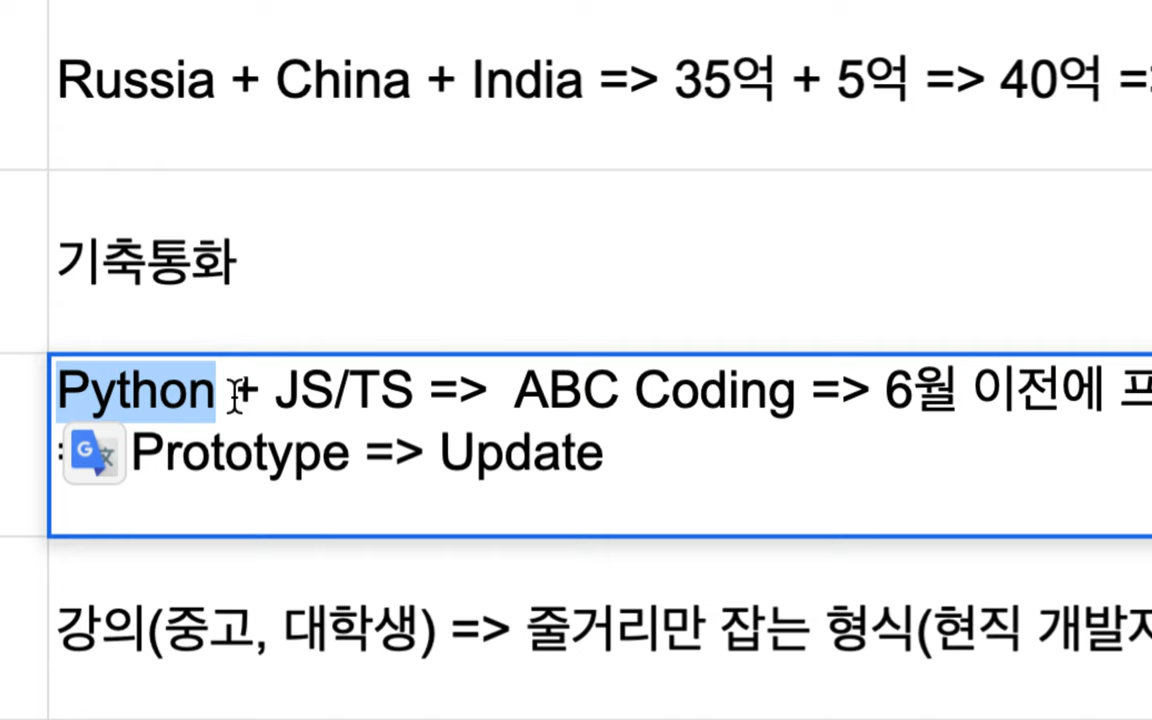 Russia + China + India => 35억 + 5억 => 40억 =>
기축통화
Python + JS/TS => ABC Coding => 6월 이전에
Prototype => Update
강의(중고, 대학생) => 줄거리만 잡는 형식(현직